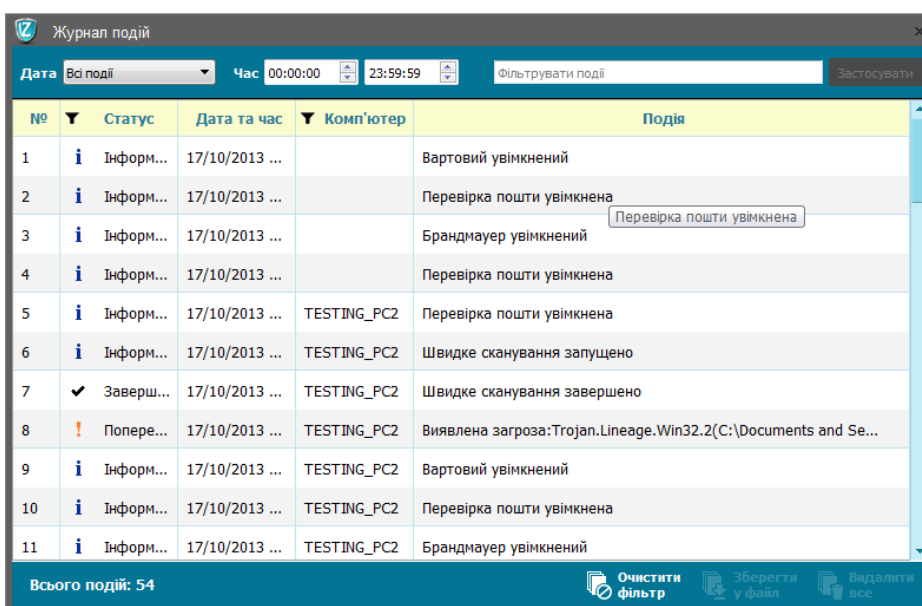 Журнал подій
Дата Всі події Час 00:00:00 23:59:59 Фільтрувати події Застосувати
№ Статус Дата та час Комп'ютер Подія
1 i Інформ... 17/10/2013 ... Вартовий увімкнений
2 i Інформ... 17/10/2013 ... Перевірка пошти увімкнена
Перевірка пошти увімкнена
3 i Інформ... 17/10/2013 ... Брандмауер увімкнений
4 i Інформ... 17/10/2013 ... Перевірка пошти увімкнена
5 i Інформ... 17/10/2013 ... TESTING_PC2 Перевірка пошти увімкнена
6 i Інформ... 17/10/2013 ... TESTING_PC2 Швидке сканування запущено
7 Заверш... 17/10/2013 ... TESTING_PC2 Швидке сканування завершено
8 ! Попере... 17/10/2013 ... TESTING_PC2 Виявлена загроза:Trojan.Lineage.Win32.2(C:\Documents and Se...
9 i Інформ... 17/10/2013 ... TESTING_PC2 Вартовий увімкнений
10 i Інформ... 17/10/2013 ... TESTING_PC2 Перевірка пошти увімкнена
11 i Інформ... 17/10/2013 ... TESTING_PC2 Брандмауер увімкнений
Всього подій: 54
Очистити
фільтр
Зберегти
у файл
Видалити
все